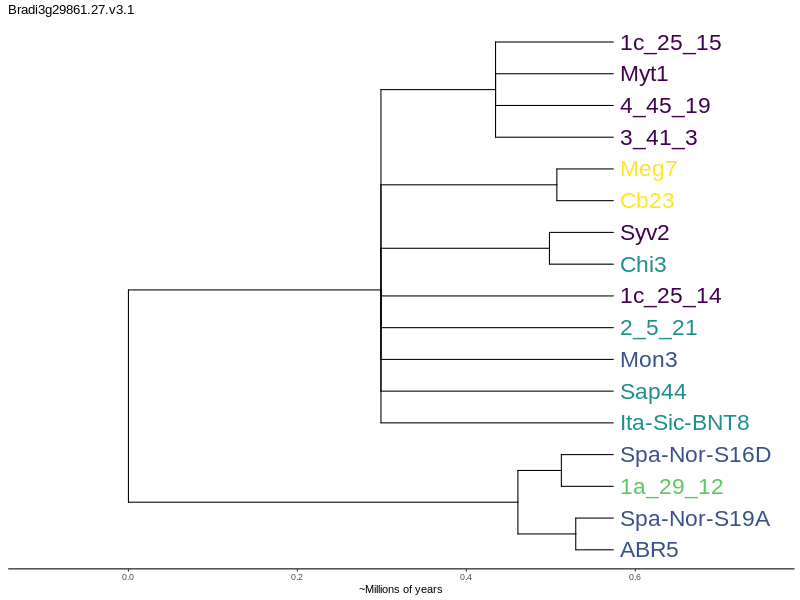 Bradi3g29861.27.v3.1
1c_25_15
Myt1
4_45_19
3_41_3
Meg7
Cb23
Syv2
Chi3
1c_25_14
2_5_21
Mon3
Sap44
Ita-Sic-BNT8
Spa-Nor-S16D
1a_29_12
Spa-Nor-S19A
ABR5
0.0 0.2 0.4 0.6
~Millions of years